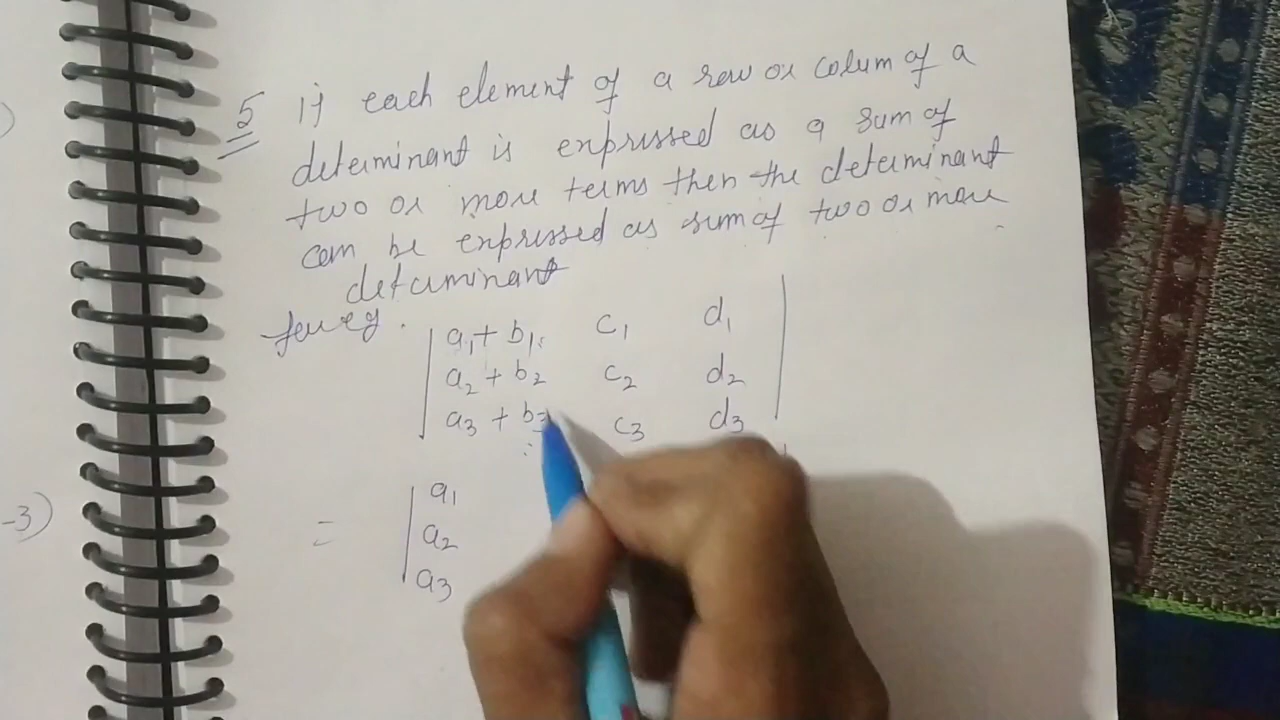 5 If each element of a row or colum of a
determinant is expressed as a sum of
two or more terms then the determinant
can be expressed as sum of two or more
determinant
for eg.
a₁ + b₁ c₁ d₁
a₂ + b₂ c₂ d₂
a₃ + b₃ c₃ d₃
= a₁
a₂
a₃
-3)